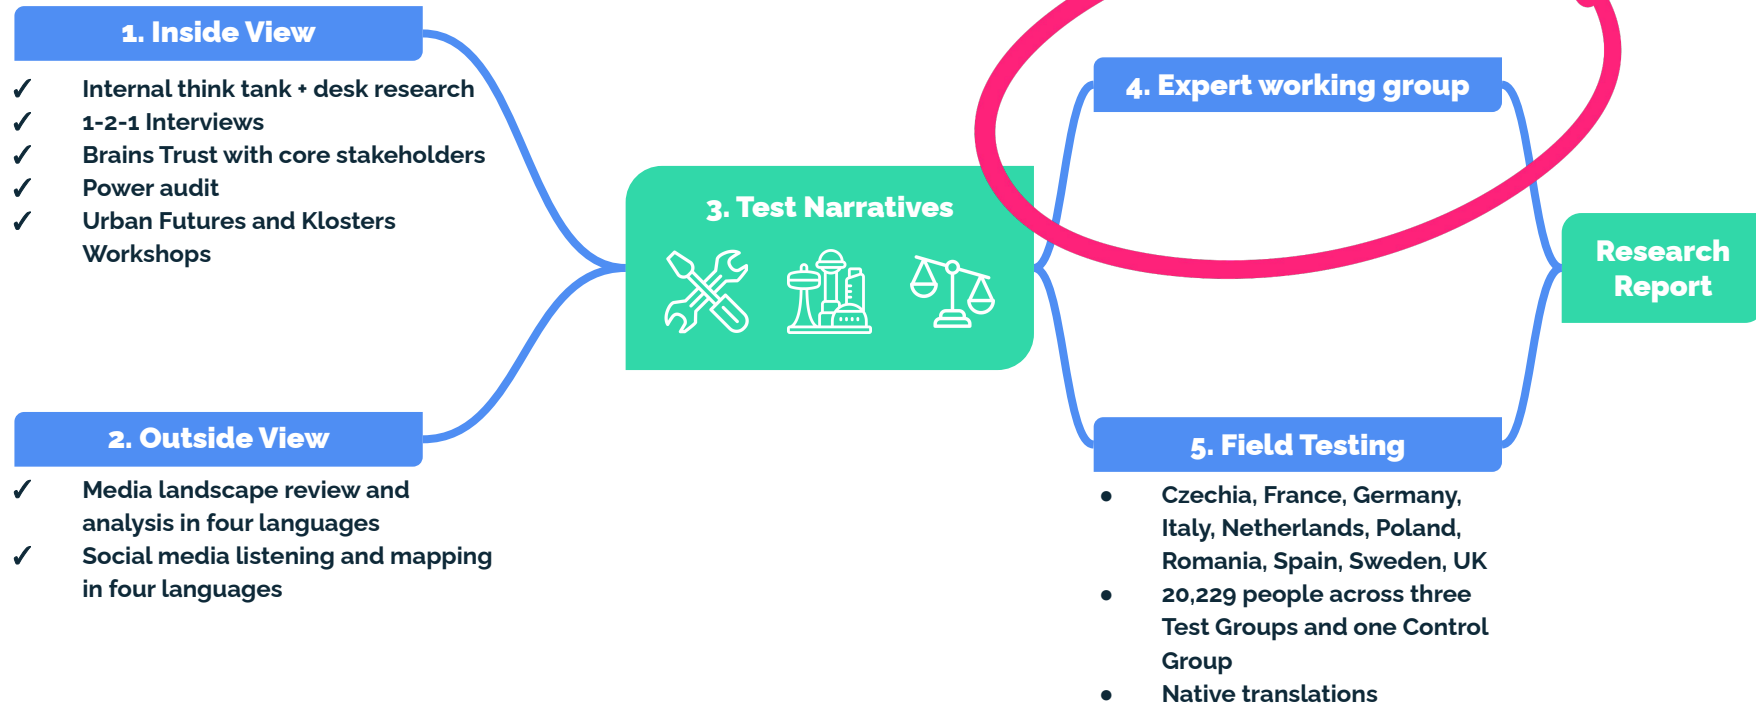 1. Inside View
✓ Internal think tank + desk research
✓ 1-2-1 Interviews
✓ Brains Trust with core stakeholders
✓ Power audit
✓ Urban Futures and Klosters
Workshops
2. Outside View
✓ Media landscape review and
analysis in four languages
✓ Social media listening and mapping
in four languages
3. Test Narratives
4. Expert working group
5. Field Testing
● Czechia, France, Germany,
Italy, Netherlands, Poland,
Romania, Spain, Sweden, UK
● 20,229 people across three
Test Groups and one Control
Group
● Native translations
Research
Report